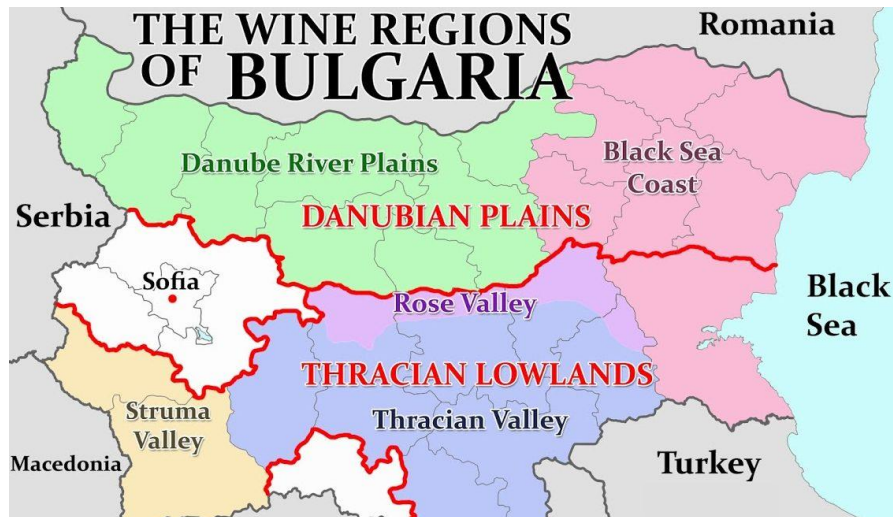 THE WINE REGIONS
OF BULGARIA
Romania
Danube River Plains
Black Sea
Coast
Serbia
DANUBIAN PLAINS
Sofia
Rose Valley
Black
Sea
THRACIAN LOWLANDS
Struma
Valley
Thracian Valley
Macedonia
Turkey